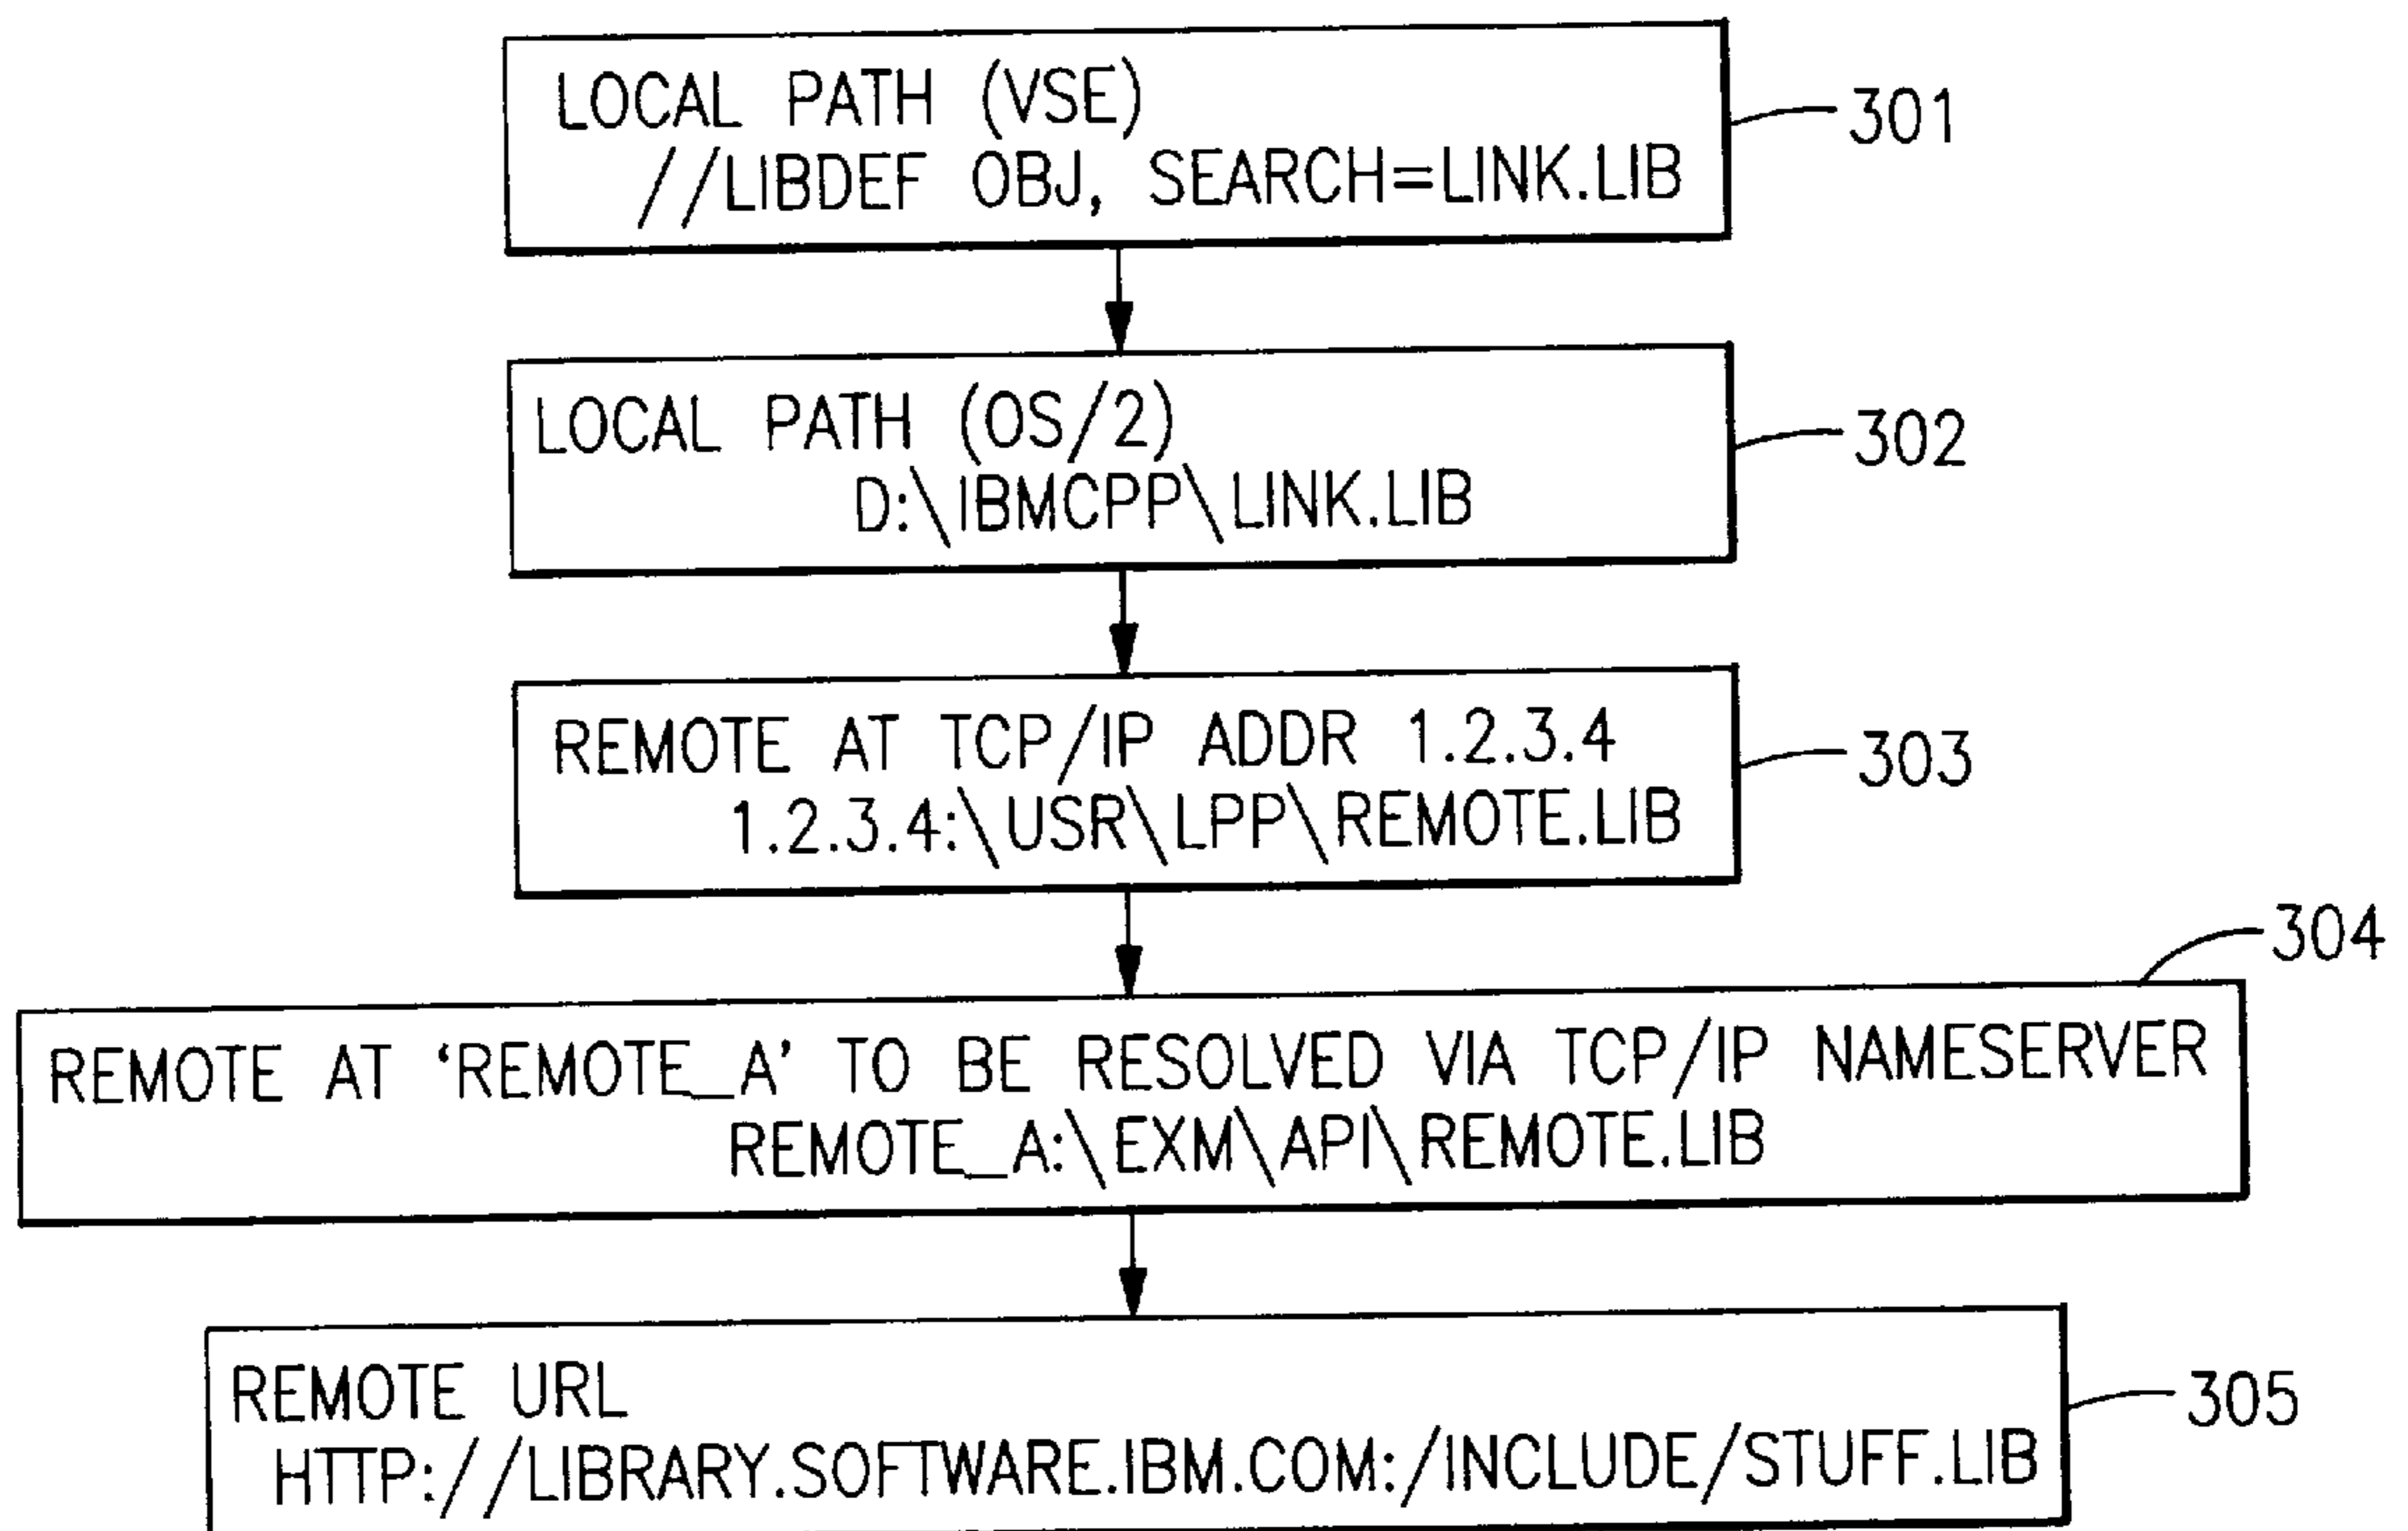 LOCAL PATH (VSE)
//LIBDEF OBJ, SEARCH=LINK.LIB
301
LOCAL PATH (OS/2)
D:\IBMCPP\LINK.LIB
302
REMOTE AT TCP/IP ADDR 1.2.3.4
1.2.3.4:\USR\LPP\REMOTE.LIB
303
304
REMOTE AT ‘REMOTE_A’ TO BE RESOLVED VIA TCP/IP NAMESERVER
REMOTE_A:\EXM\API\REMOTE.LIB
REMOTE URL
HTTP://LIBRARY.SOFTWARE.IBM.COM:/INCLUDE/STUFF.LIB
305